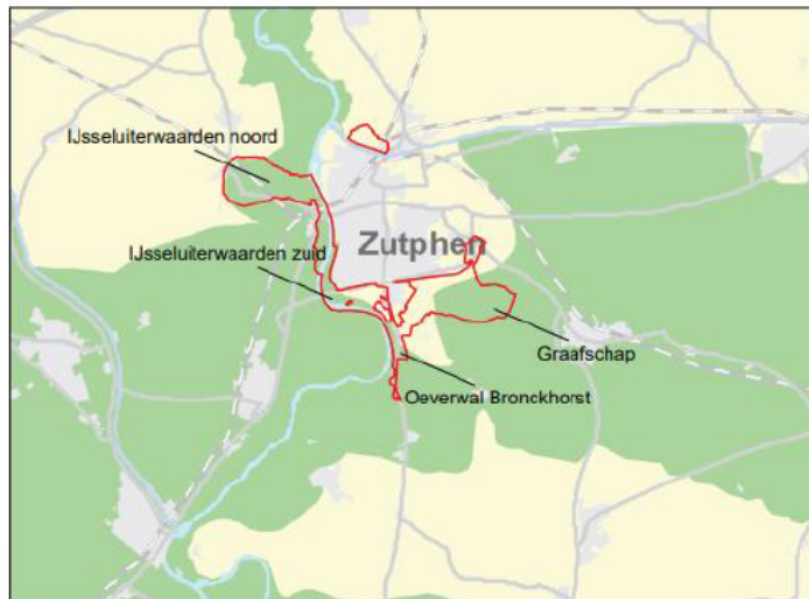 IJsseluiterwaarden noord
Zutphen
IJsseluiterwaarden zuid
Graafschap
Oeverwal Bronckhorst